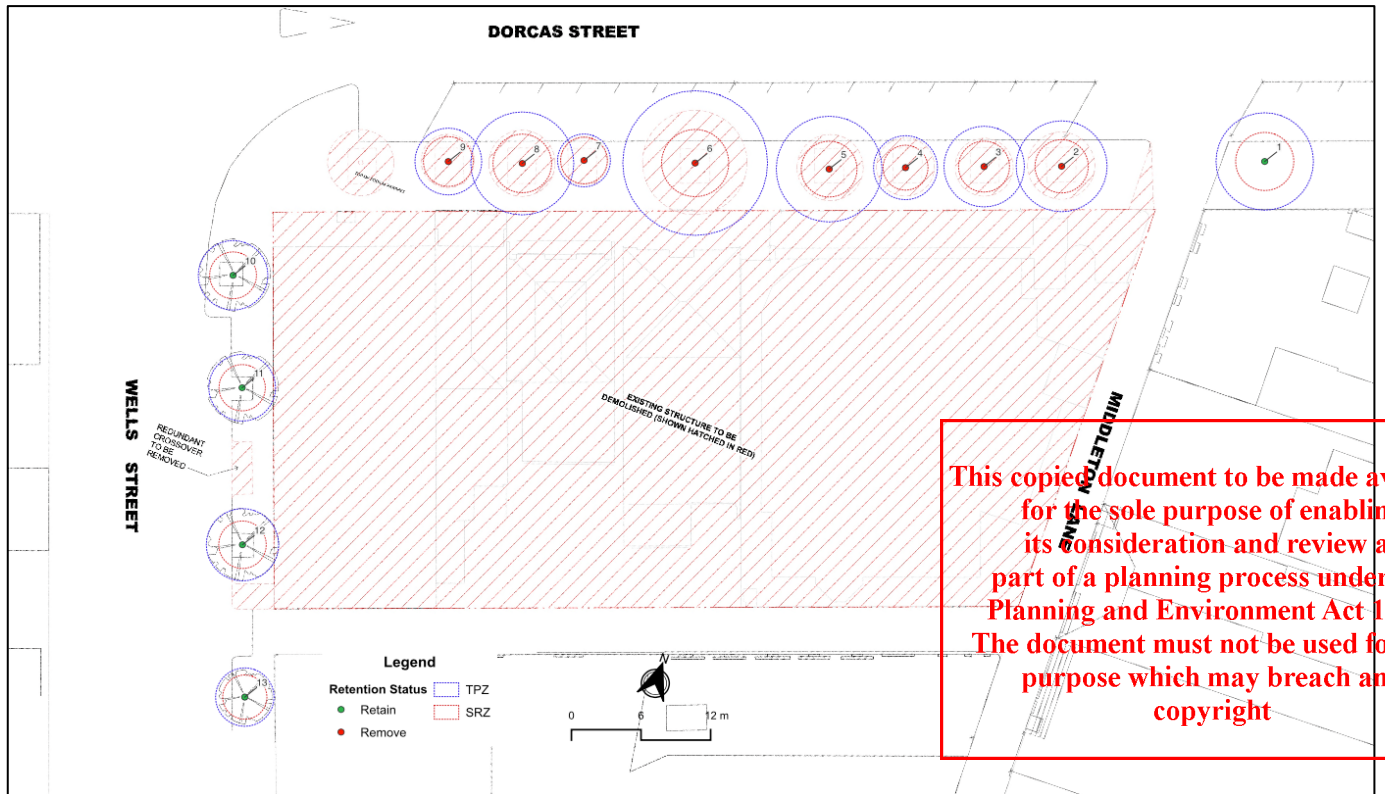 DORCAS STREET
9
8
7
6
5
4
3
2
1
10
11
12
13
WELLS STREET
REDUNDANT
CROSSOVER
TO BE
REMOVED
EXISTING STRUCTURE TO BE
DEMOLISHED (SHOWN HATCHED IN RED)
MIDDLETON LANE
Legend
Retention Status
Retain
Remove
TPZ
SRZ
N
0 6 12 m
This copied document to be made av
for the sole purpose of enablin
its consideration and review a
part of a planning process under
Planning and Environment Act 1
The document must not be used fo
purpose which may breach an
copyright